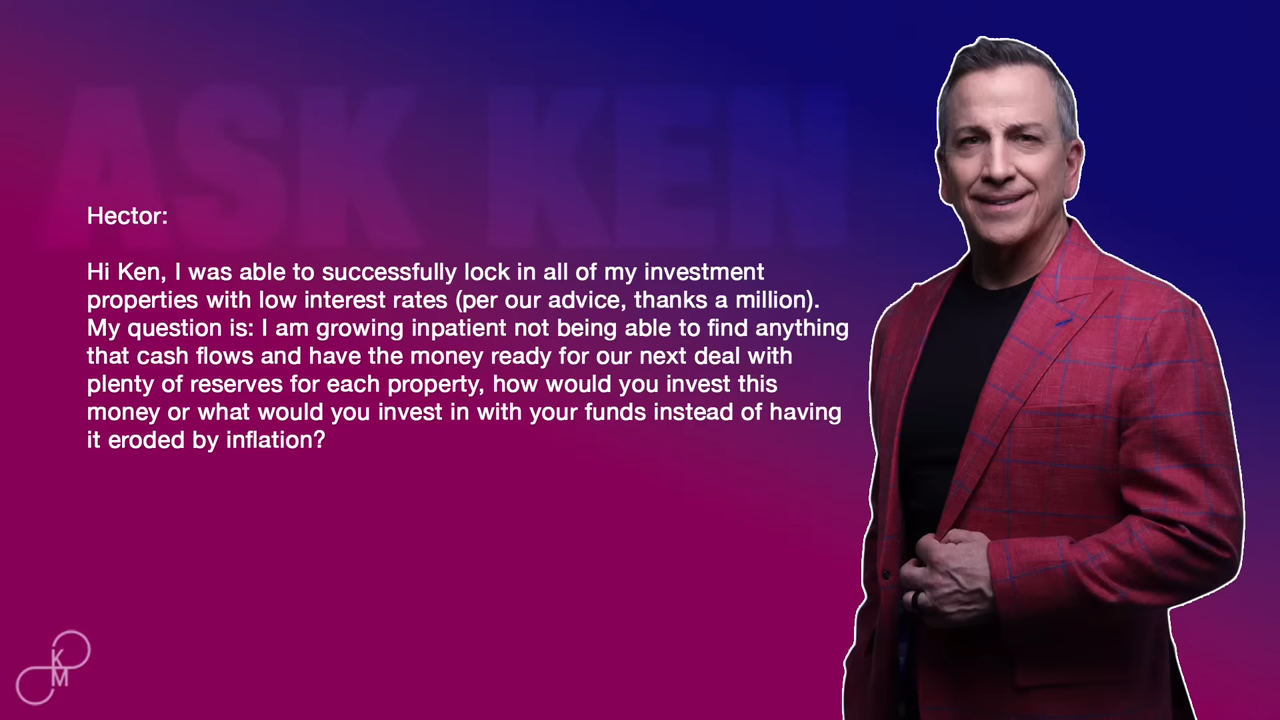 ASK KEN
Hector:
Hi Ken, I was able to successfully lock in all of my investment
properties with low interest rates (per our advice, thanks a million).
My question is: I am growing inpatient not being able to find anything
that cash flows and have the money ready for our next deal with
plenty of reserves for each property, how would you invest this
money or what would you invest in with your funds instead of having
it eroded by inflation?
K
M